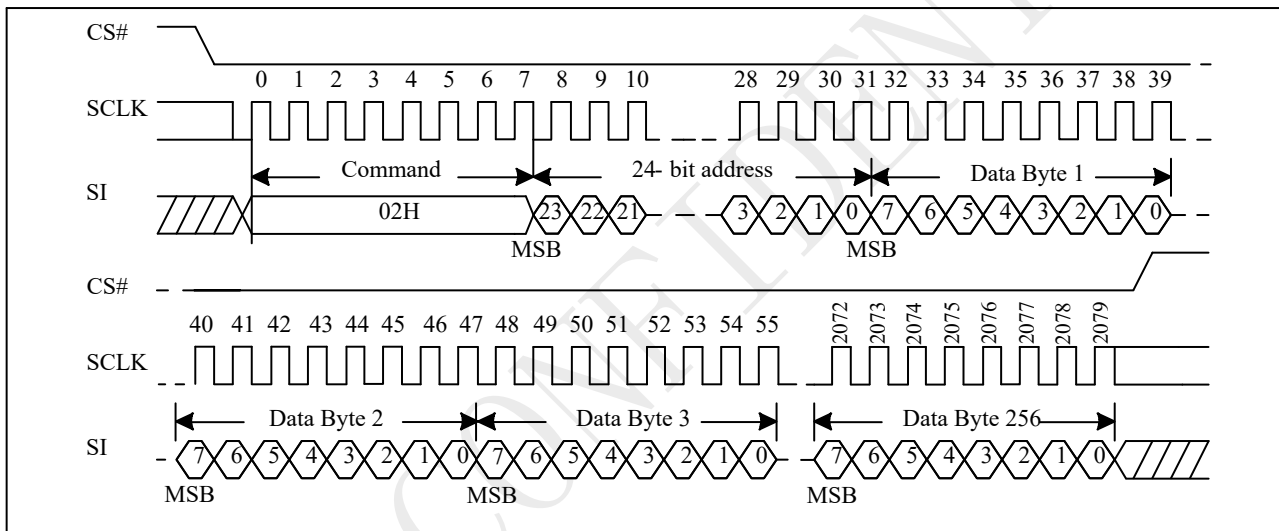 CS#
0 1 2 3 4 5 6 7 8 9 10 28 29 30 31 32 33 34 35 36 37 38 39
SCLK
Command 24- bit address Data Byte 1
SI
02H 23 22 21 3 2 1 0 7 6 5 4 3 2 1 0
MSB MSB
CS#
40 41 42 43 44 45 46 47 48 49 50 51 52 53 54 55 2072 2073 2074 2075 2076 2077 2078 2079
SCLK
Data Byte 2 Data Byte 3 Data Byte 256
SI
7 6 5 4 3 2 1 0 7 6 5 4 3 2 1 0 7 6 5 4 3 2 1 0
MSB MSB MSB
CONFIDENT